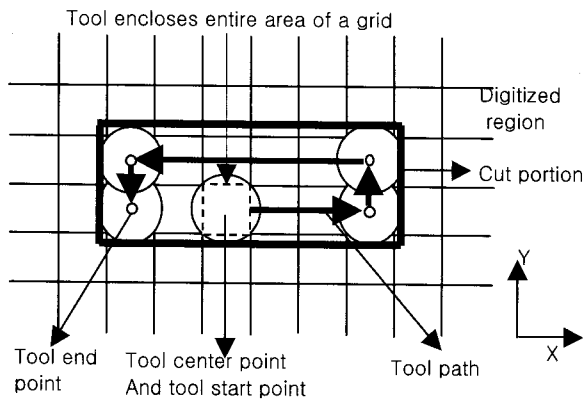 Tool encloses entire area of a grid
Digitized
region
Cut portion
Y
X
Tool end
point
Tool center point
And tool start point
Tool path